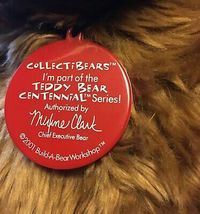 COLLECTiBEARS™
I'm part of the
TEDDY BEAR
CENTENNIAL™ Series!
Authorized by
Maxine Clark
Chief Executive Bear
©2001 Build-A-Bear Workshop™